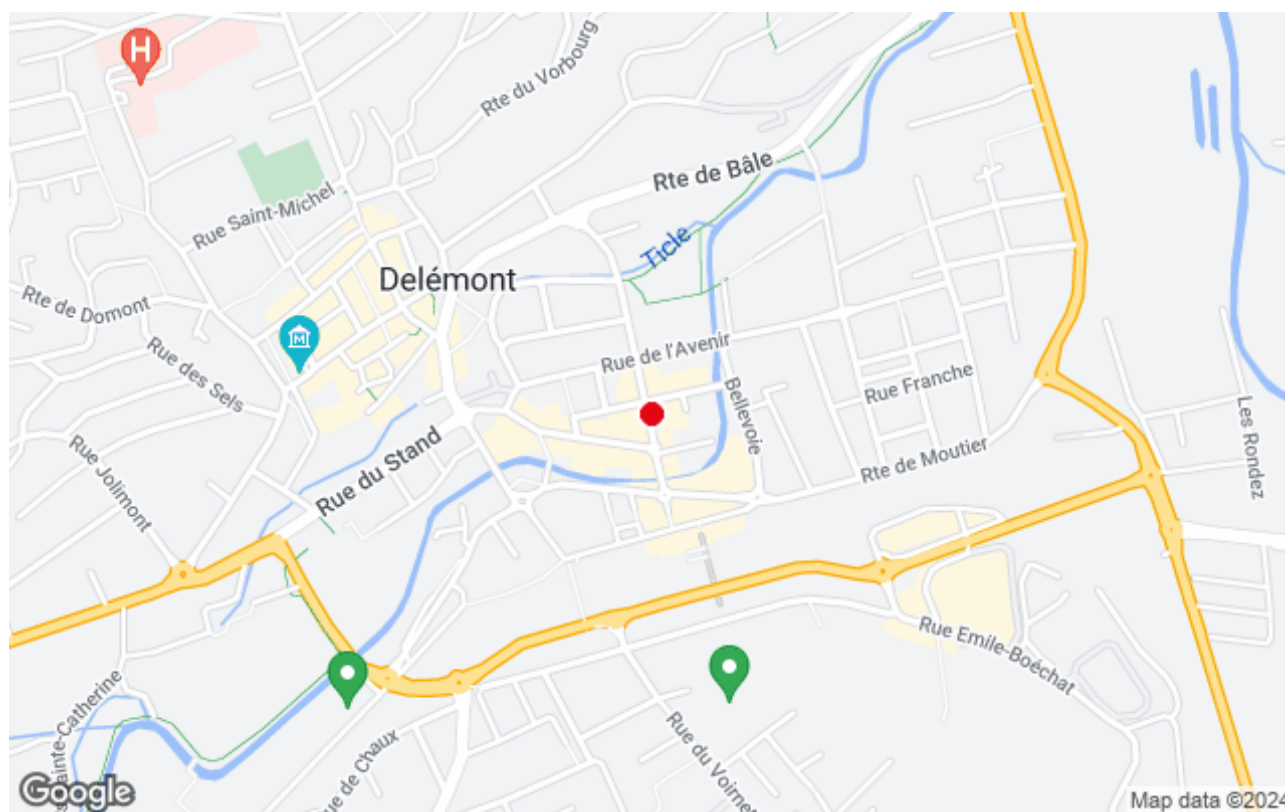 H
Rte du Vorbourg
Rte de Bâle
Rue Saint-Michel
Ticle
Delémont
Rte de Domont
M
Rue de l'Avenir
Rue des Sels
Rue Franche
Bellevoie
Les Rondez
Rue du Stand
Rte de Moutier
Rue Jolimont
Rue Emile-Boéchat
Sainte-Catherine
Rue du Voirnet
de Chaux
Google
Map data ©2024